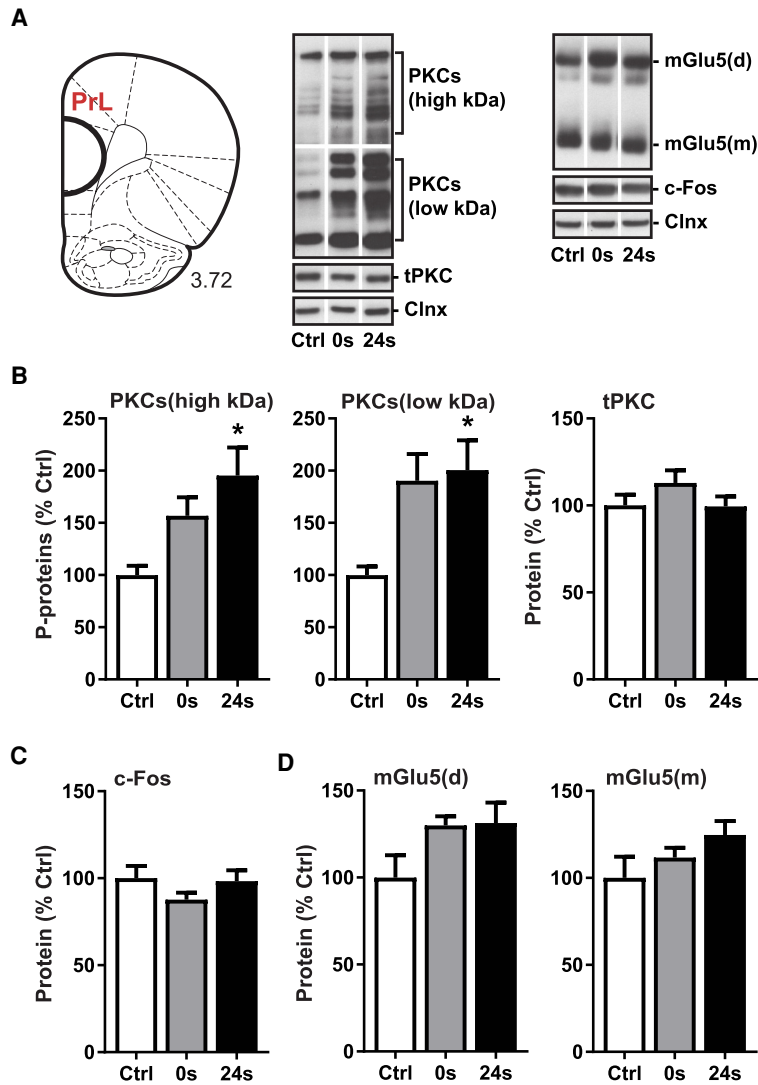 A
PrL
3.72
PKCs
(high kDa)
PKCs
(low kDa)
tPKC
Clnx
Ctrl 0s 24s
mGlu5(d)
mGlu5(m)
c-Fos
Clnx
Ctrl 0s 24s
B
PKCs(high kDa)
P-proteins (% Ctrl)
250
200
150
100
50
0
*
Ctrl 0s 24s
PKCs(low kDa)
250
200
150
100
50
0
*
Ctrl 0s 24s
tPKC
Protein (% Ctrl)
150
100
50
0
Ctrl 0s 24s
C
c-Fos
Protein (% Ctrl)
150
100
50
0
Ctrl 0s 24s
D
mGlu5(d)
Protein (% Ctrl)
150
100
50
0
Ctrl 0s 24s
mGlu5(m)
150
100
50
0
Ctrl 0s 24s